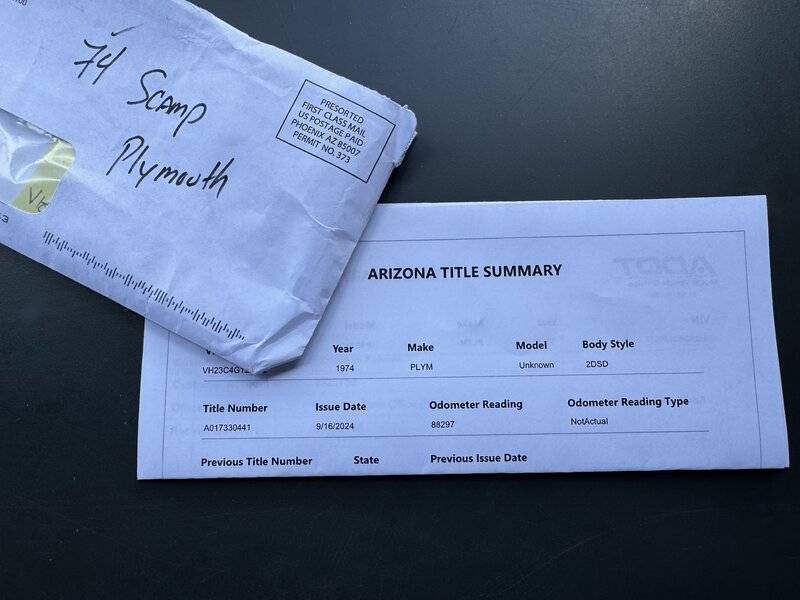 74 Scamp
Plymouth
PRESORTED
FIRST CLASS MAIL
US POSTAGE PAID
PHOENIX AZ 85007
PERMIT NO. 373
ARIZONA TITLE SUMMARY
Year Make Model Body Style
VH23C4G1 1974 PLYM Unknown 2DSD
Title Number Issue Date Odometer Reading Odometer Reading Type
A017330441 9/16/2024 88297 NotActual
Previous Title Number State Previous Issue Date